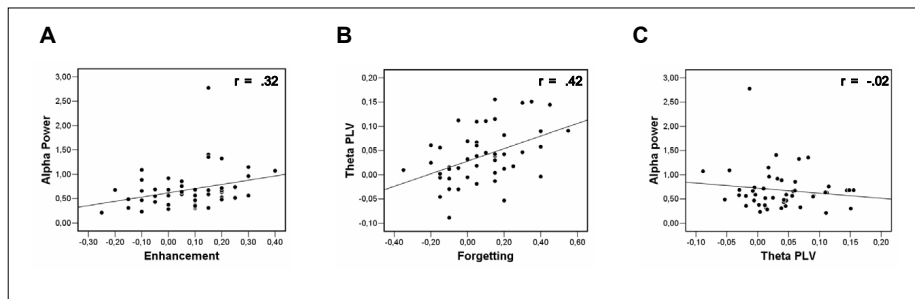 A
B
C
r = .32
r = .42
r = -.02
Alpha Power
3,00
2,50
2,00
1,50
1,00
0,50
0,00
-0,30 -0,20 -0,10 0,00 0,10 0,20 0,30 0,40
Enhancement
Theta PLV
0,20
0,15
0,10
0,05
0,00
-0,05
-0,10
-0,40 -0,20 0,00 0,20 0,40 0,60
Forgetting
Alpha power
3,00
2,50
2,00
1,50
1,00
0,50
0,00
-0,10 -0,05 0,00 0,05 0,10 0,15 0,20
Theta PLV